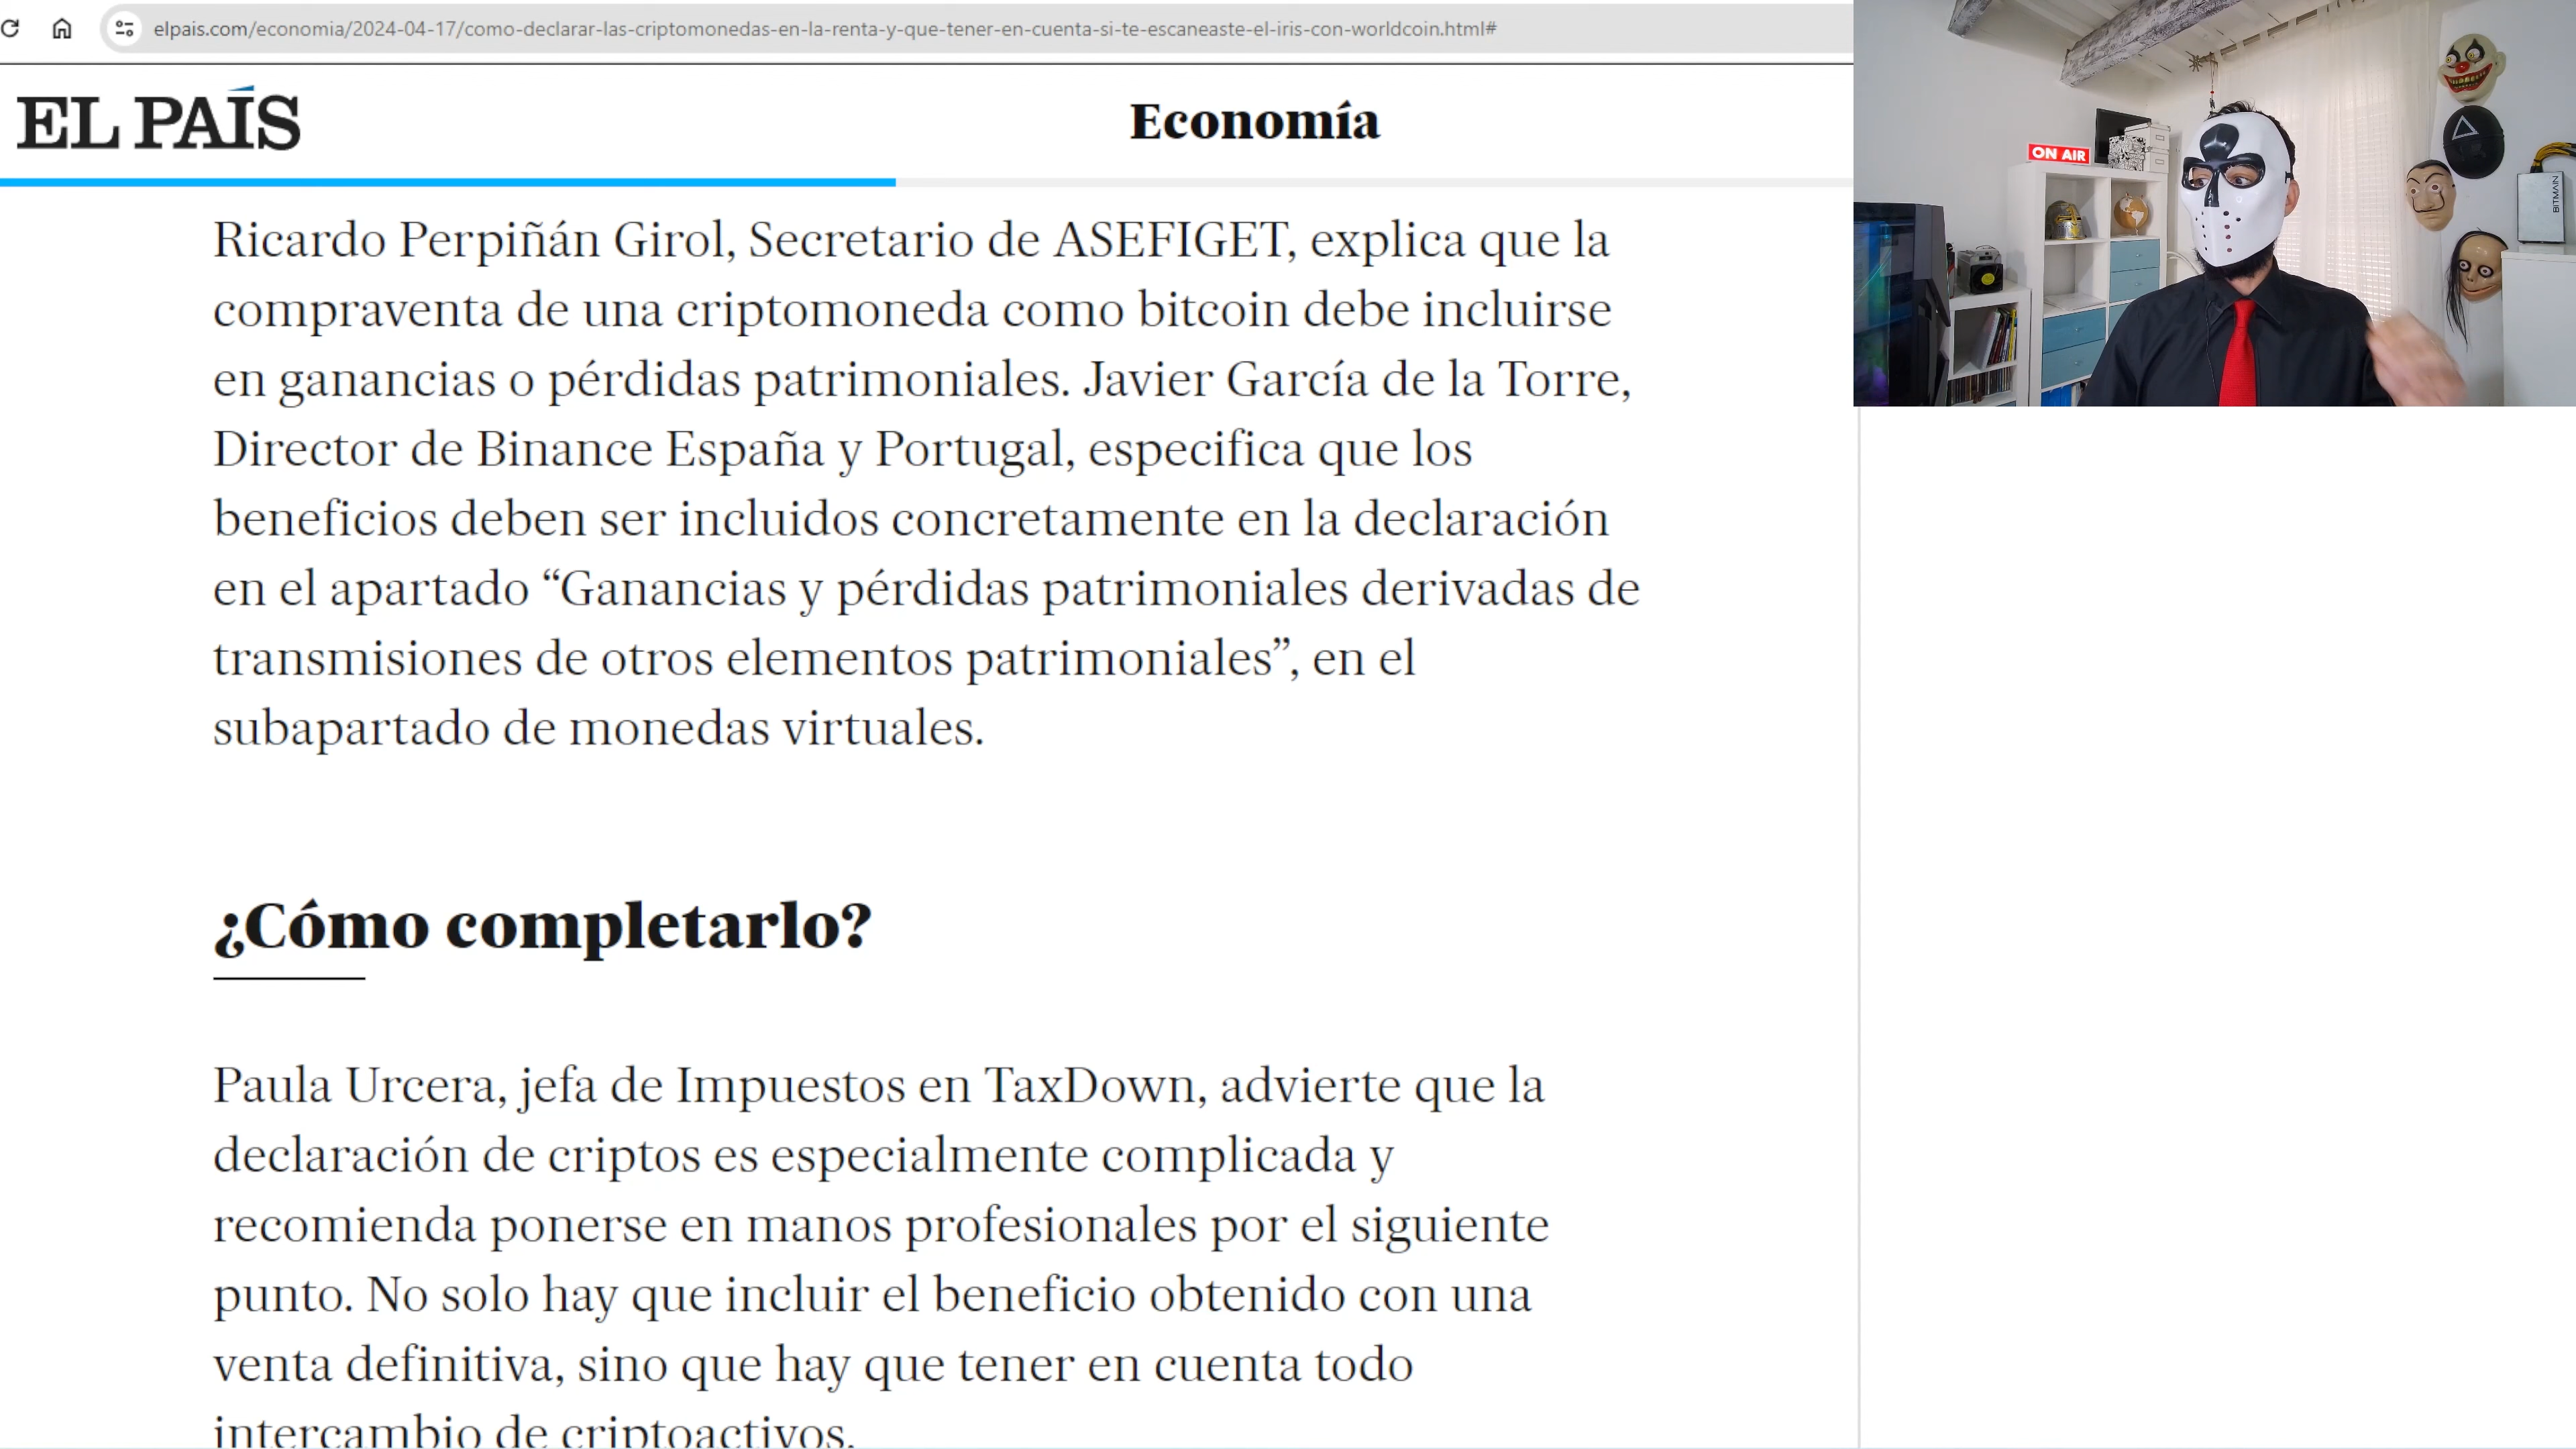 elpais.com/economia/2024-04-17/como-declarar-las-criptomonedas-en-la-renta-y-que-tener-en-cuenta-si-te-escaneaste-el-iris-con-worldcoin.html#
EL PAÍS
Economía
ON AIR
BITMAIN
Ricardo Perpiñán Girol, Secretario de ASEFIGET, explica que la
compraventa de una criptomoneda como bitcoin debe incluirse
en ganancias o pérdidas patrimoniales. Javier García de la Torre,
Director de Binance España y Portugal, especifica que los
beneficios deben ser incluidos concretamente en la declaración
en el apartado “Ganancias y pérdidas patrimoniales derivadas de
transmisiones de otros elementos patrimoniales”, en el
subapartado de monedas virtuales.
¿Cómo completarlo?
Paula Urcera, jefa de Impuestos en TaxDown, advierte que la
declaración de criptos es especialmente complicada y
recomienda ponerse en manos profesionales por el siguiente
punto. No solo hay que incluir el beneficio obtenido con una
venta definitiva, sino que hay que tener en cuenta todo
intercambio de criptoactivos.